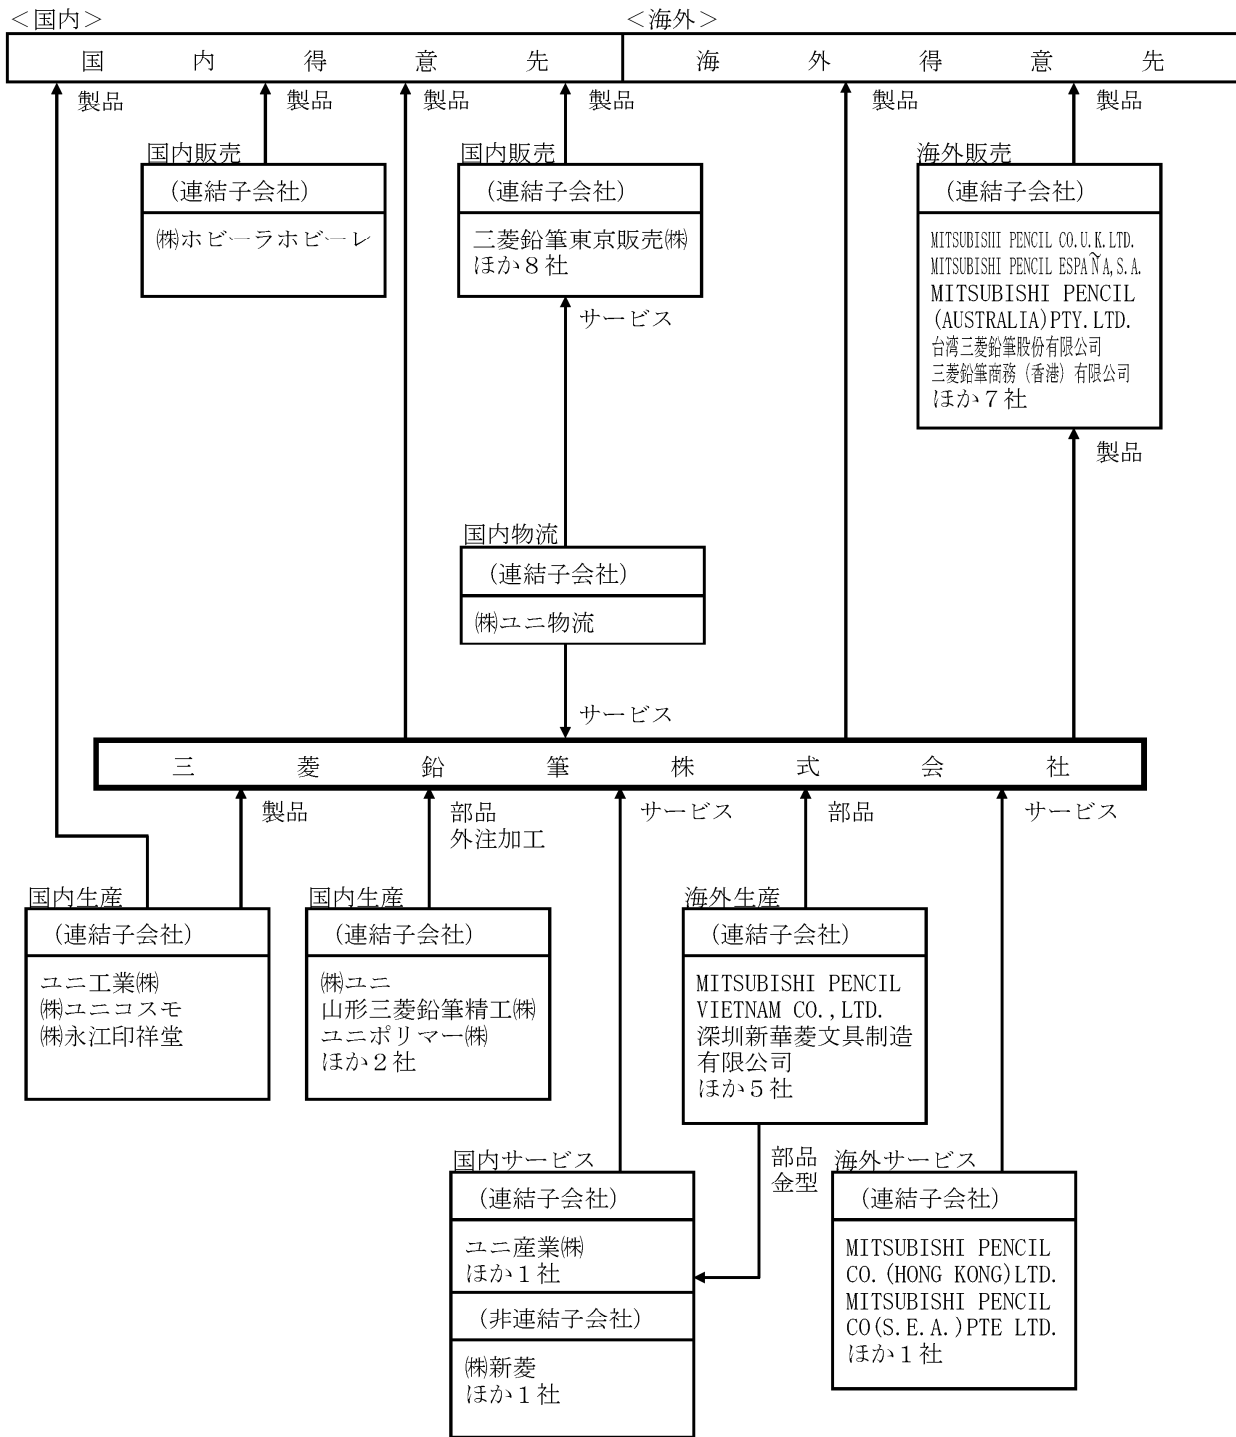 ＜国内＞
＜海外＞
国内得意先
海外得意先
製品
製品
製品
製品
製品
製品
国内販売
(連結子会社)
㈱ホビーラホビーレ
国内販売
(連結子会社)
三菱鉛筆東京販売㈱
ほか８社
海外販売
(連結子会社)
MITSUBISHI PENCIL CO.U.K.LTD.
MITSUBISHI PENCIL ESPAÑA,S.A.
MITSUBISHI PENCIL
(AUSTRALIA)PTY.LTD.
台湾三菱鉛筆股份有限公司
三菱鉛筆商務（香港）有限公司
ほか７社
サービス
製品
国内物流
(連結子会社)
㈱ユニ物流
サービス
三菱鉛筆株式会社
製品
部品
外注加工
サービス
部品
サービス
国内生産
(連結子会社)
ユニ工業㈱
㈱ユニコスモ
㈱永江印祥堂
国内生産
(連結子会社)
㈱ユニ
山形三菱鉛筆精工㈱
ユニポリマー㈱
ほか２社
海外生産
(連結子会社)
MITSUBISHI PENCIL
VIETNAM CO.,LTD.
深圳新華菱文具制造
有限公司
ほか５社
部品
金型
国内サービス
(連結子会社)
ユニ産業㈱
ほか１社
(非連結子会社)
㈱新菱
ほか１社
海外サービス
(連結子会社)
MITSUBISHI PENCIL
CO.(HONG KONG)LTD.
MITSUBISHI PENCIL
CO(S.E.A.)PTE LTD.
ほか１社